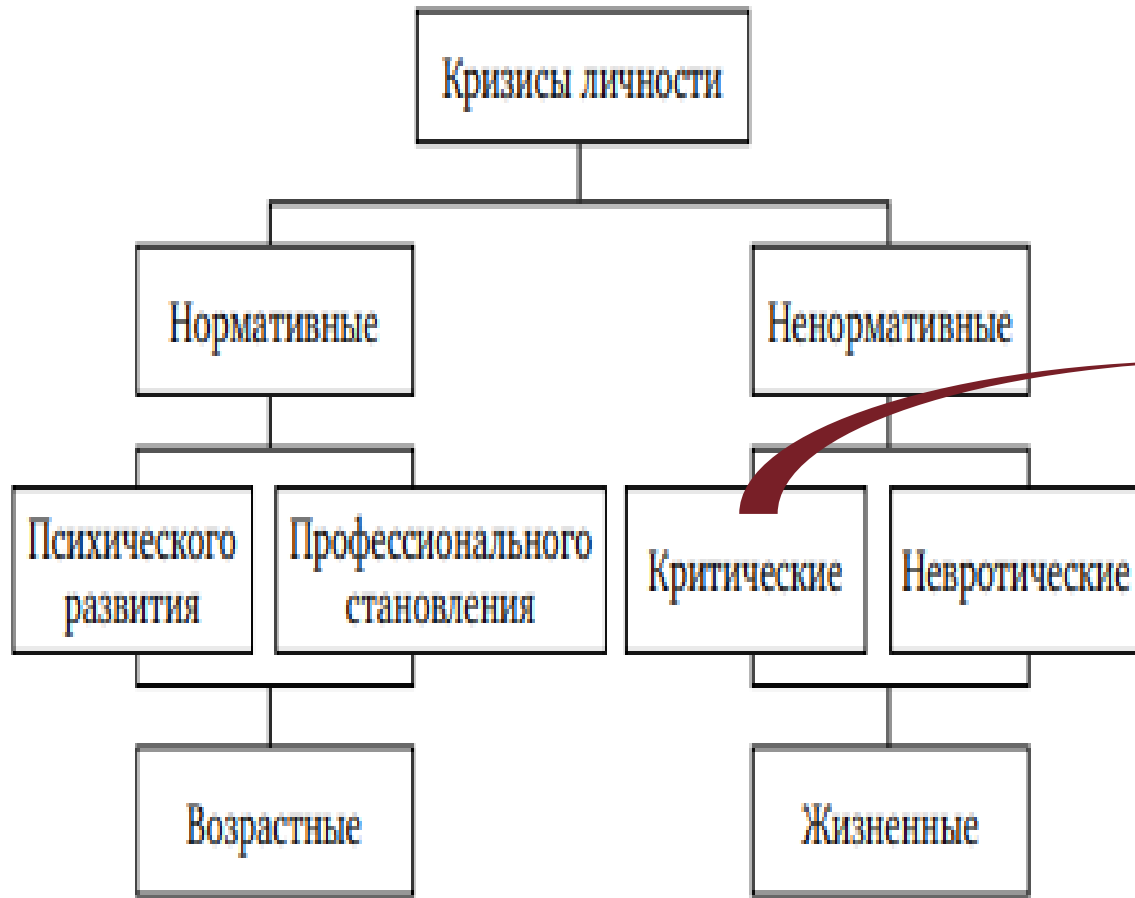 Кризисы личности
Нормативные
Ненормативные
Психического
развития
Профессионального
становления
Критические
Невротические
Возрастные
Жизненные